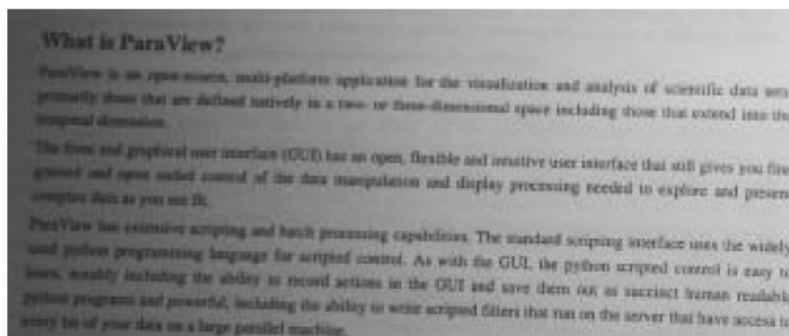 What is ParaView?
ParaView is an open-source, multi-platform application for the visualization and analysis of scientific data sets
primarily those that are defined natively in a two- or three-dimensional space including those that extend into the
temporal dimension.
The front end graphical user interface (GUI) has an open, flexible and intuitive user interface that still gives you fine
grained and open ended control of the data manipulation and display processing needed to explore and present
complex data as you see fit.
ParaView has extensive scripting and batch processing capabilities. The standard scripting interface uses the widely
used python programming language for scripted control. As with the GUI, the python scripted control is easy to
learn, notably including the ability to record actions in the GUI and save them out as succinct human readable
python programs and powerful, including the ability to write scripted filters that run on the server that have access to
every bit of your data on a large parallel machine.